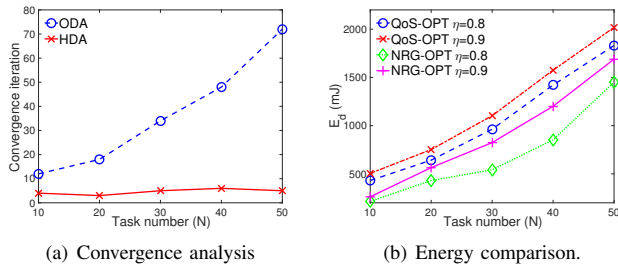 80
70
60
50
40
30
20
10
0
10 20 30 40 50
Convergence iteration
Task number (N)
ODA
HDA
(a) Convergence analysis
2000
1500
1000
500
10 20 30 40 50
E_d (mJ)
Task number (N)
QoS-OPT η=0.8
QoS-OPT η=0.9
NRG-OPT η=0.8
NRG-OPT η=0.9
(b) Energy comparison.